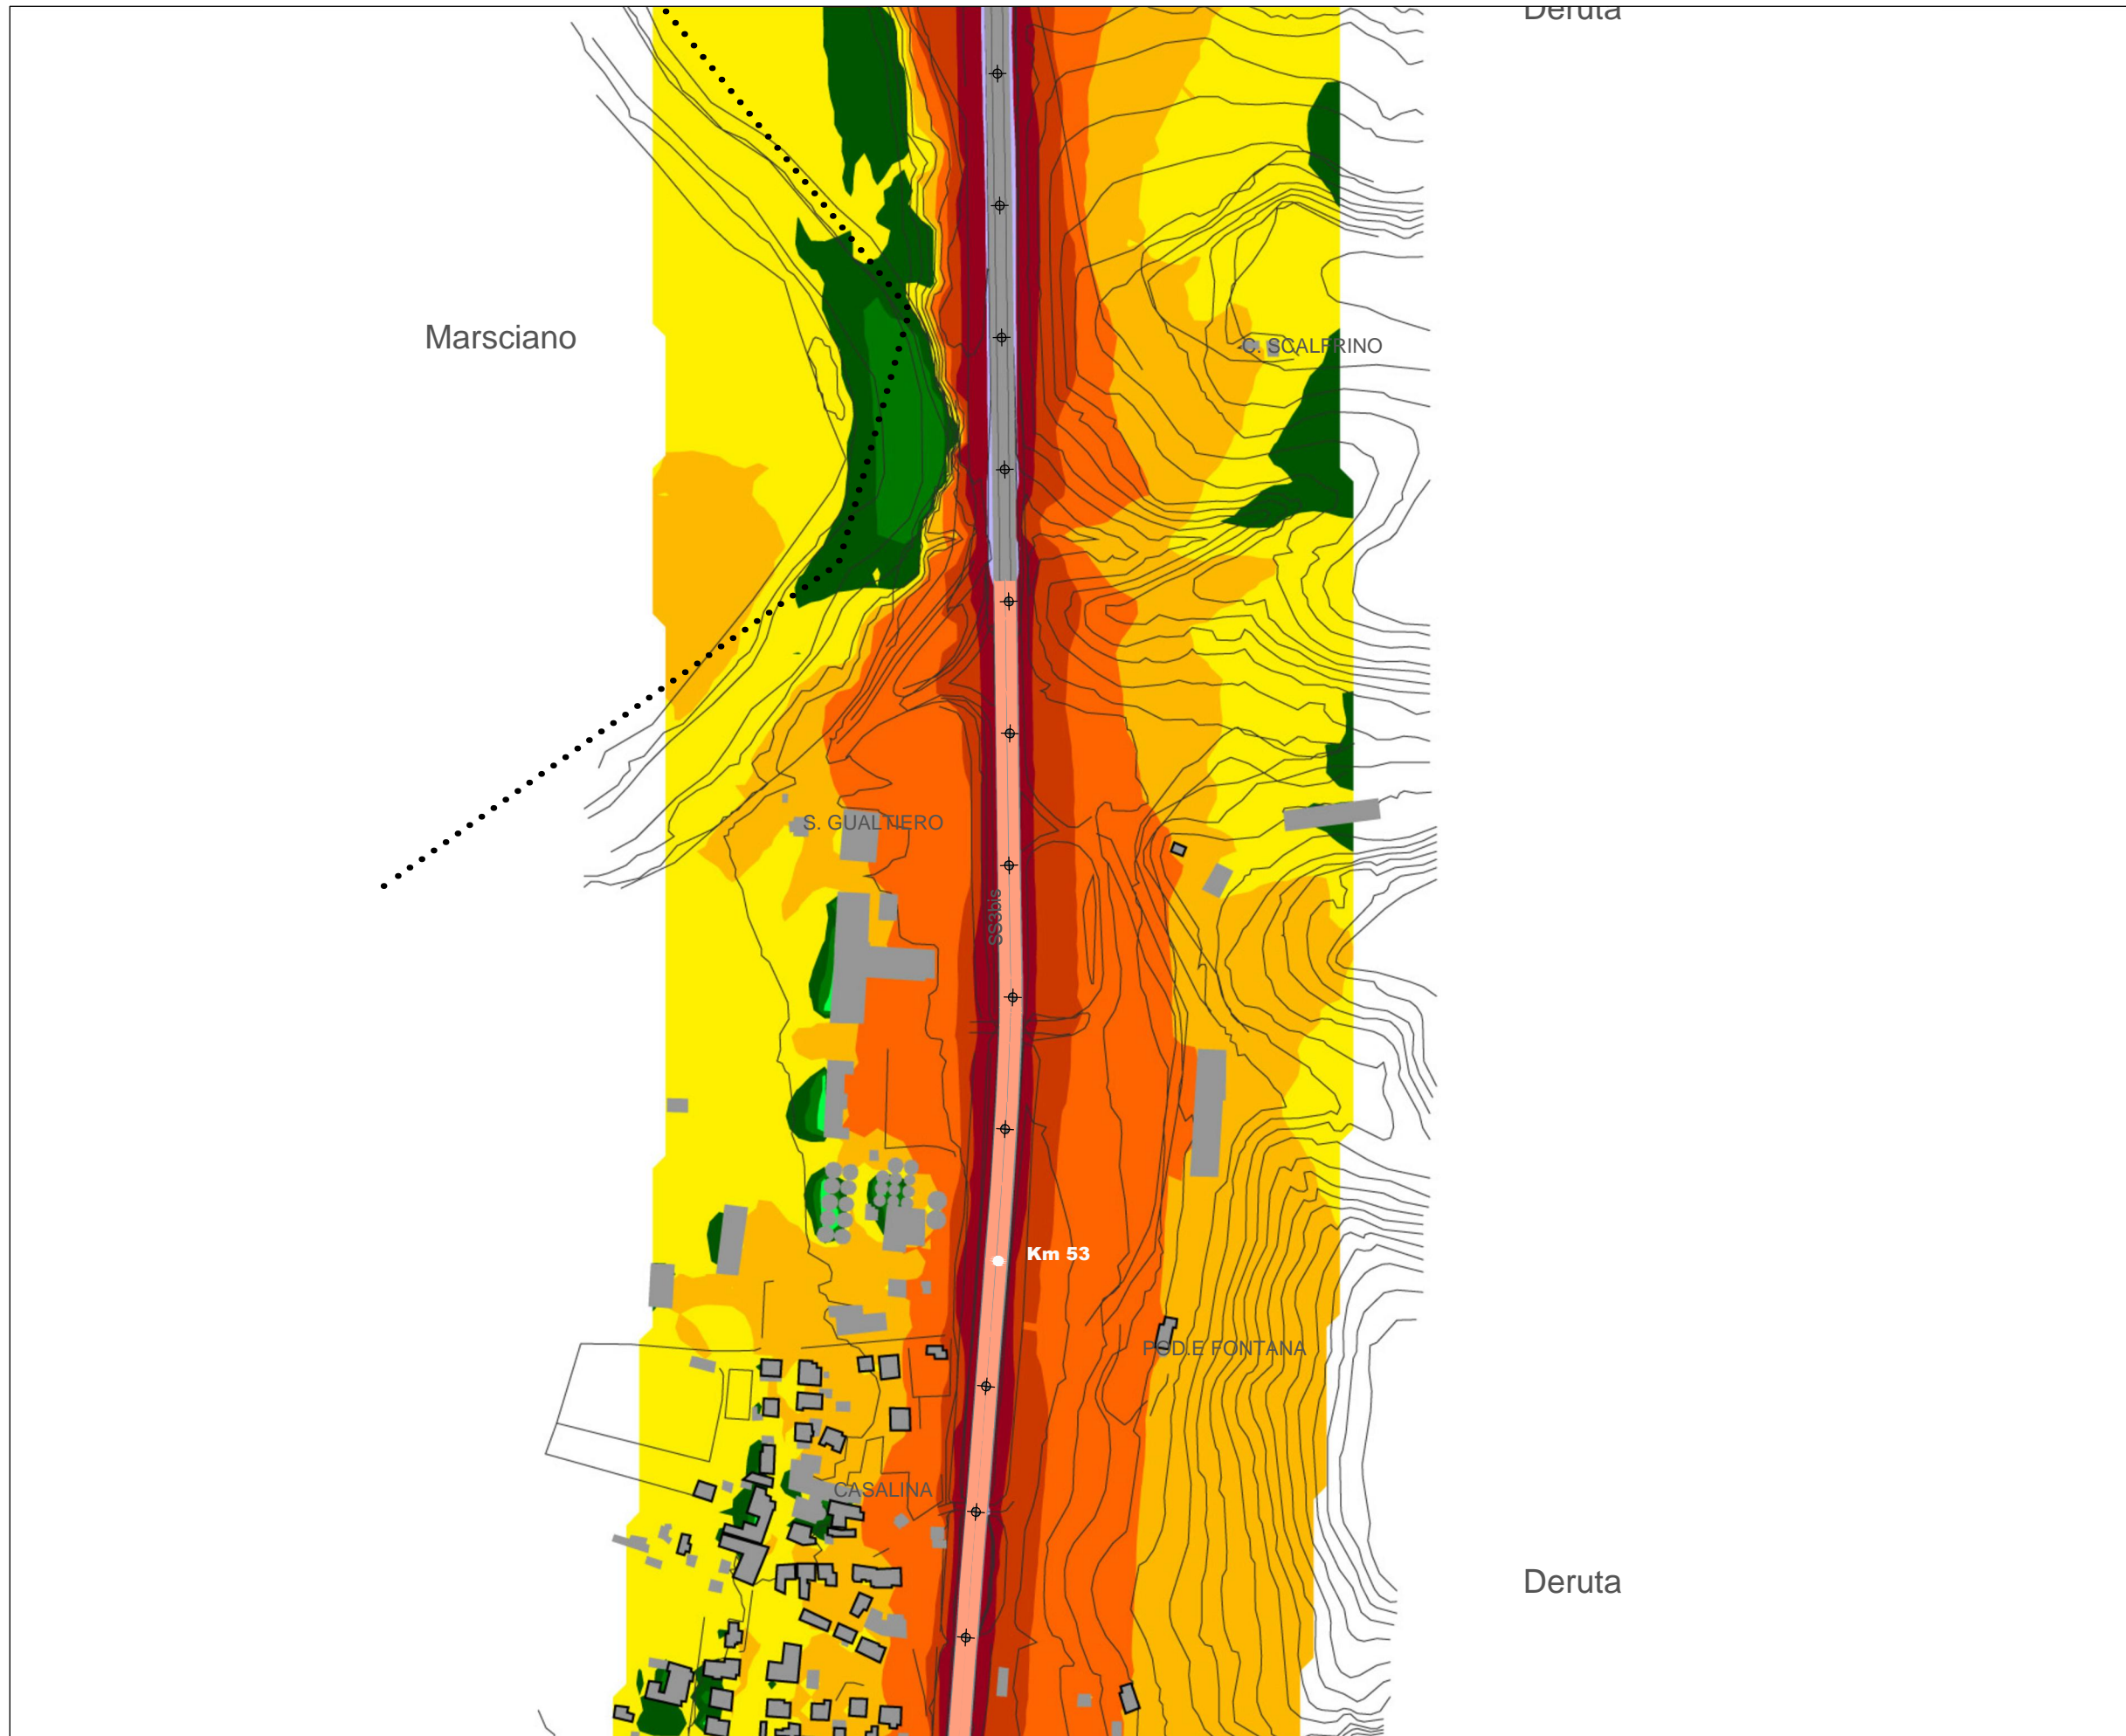 Deruta
Marsciano
C. SCALFRINO
S. GUALTIERO
SS3bis
Km 53
POD.E FONTANA
CASALINA
Deruta